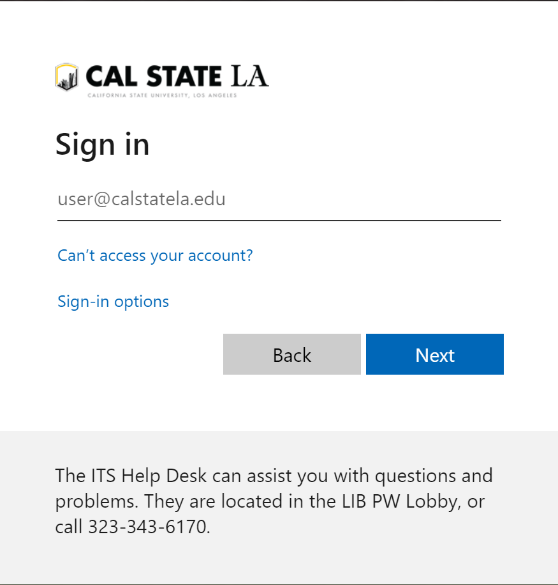 CAL STATE LA
CALIFORNIA STATE UNIVERSITY, LOS ANGELES
Sign in
user@calstatela.edu
Can't access your account?
Sign-in options
Back
Next
The ITS Help Desk can assist you with questions and
problems. They are located in the LIB PW Lobby, or
call 323-343-6170.